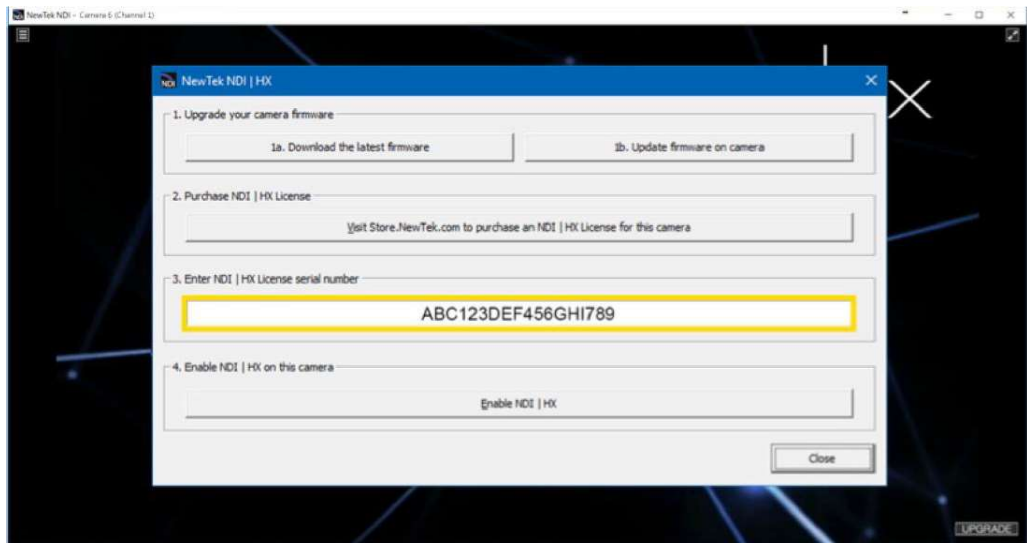 NewTek NDI - Camera 6 (Channel 1)
NDI NewTek NDI | HX
1. Upgrade your camera firmware
1a. Download the latest firmware
1b. Update firmware on camera
2. Purchase NDI | HX License
Visit Store.NewTek.com to purchase an NDI | HX License for this camera
3. Enter NDI | HX License serial number
ABC123DEF456GHI789
4. Enable NDI | HX on this camera
Enable NDI | HX
Close
UPGRADE